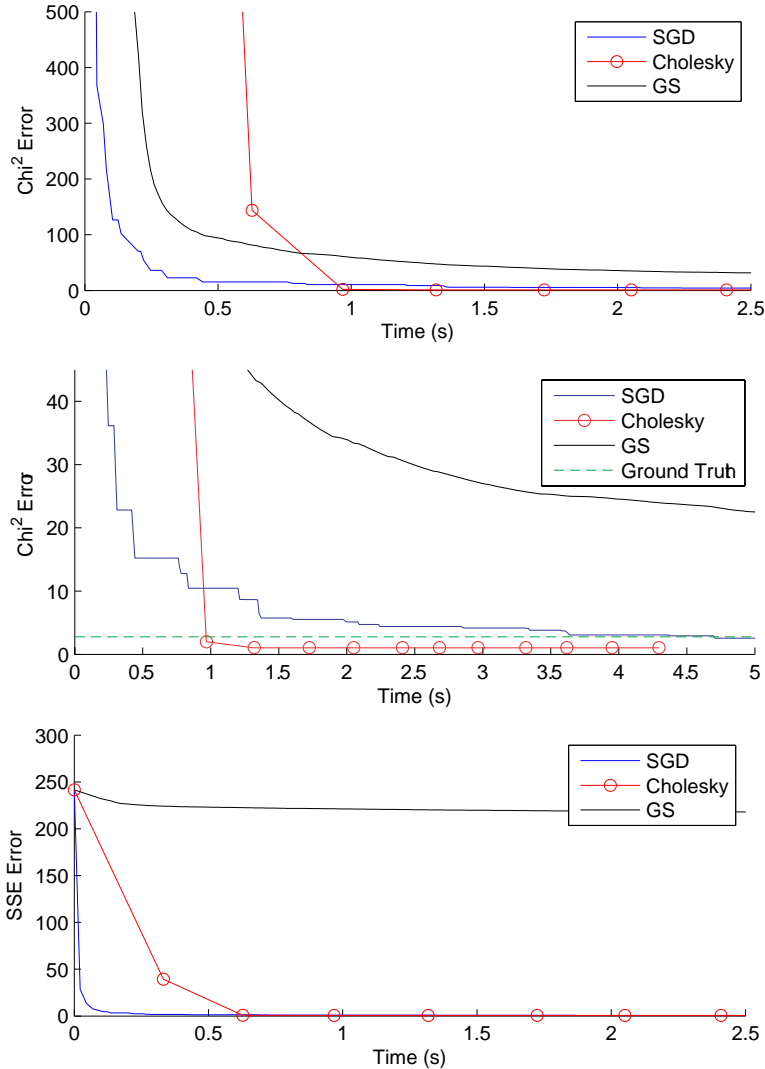 500
400
300
200
100
0
Chi² Error
SGD
Cholesky
GS
0 0.5 1 1.5 2 2.5
Time (s)
40
30
20
10
0
Chi² Erro
SGD
Cholesky
GS
Ground Truth
0 0.5 1 1.5 2 2.5 3 3.5 4 4.5 5
Time (s)
300
250
200
150
100
50
0
SSE Error
SGD
Cholesky
GS
0 0.5 1 1.5 2 2.5
Time (s)